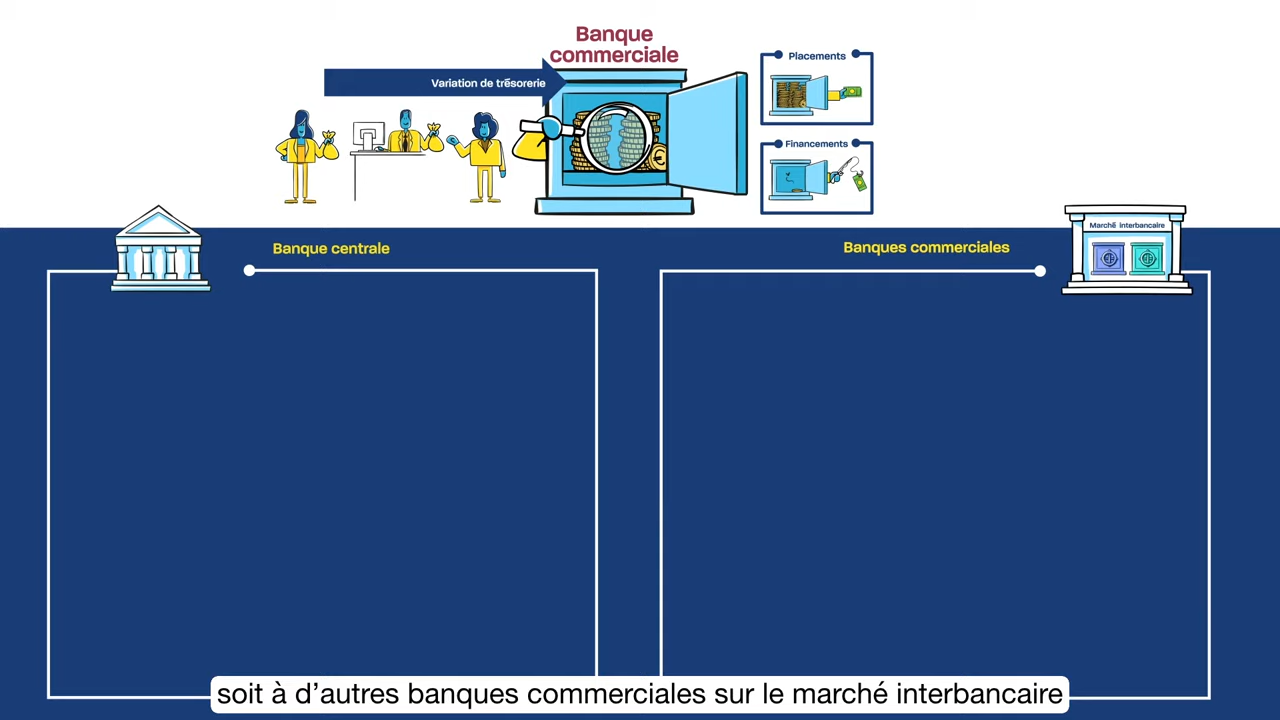 Banque
commerciale
Variation de trésorerie
Placements
Financements
Banque centrale
Banques commerciales
Marché interbancaire
soit à d’autres banques commerciales sur le marché interbancaire